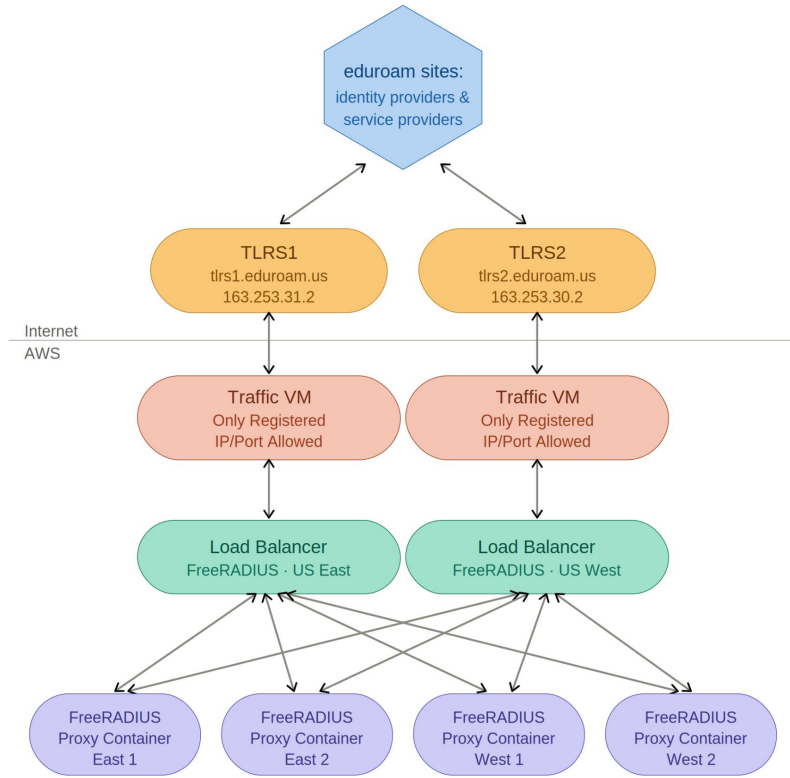 eduroam sites:
identity providers &
service providers
TLRS1
tlrs1.eduroam.us
163.253.31.2
TLRS2
tlrs2.eduroam.us
163.253.30.2
Internet
AWS
Traffic VM
Only Registered
IP/Port Allowed
Traffic VM
Only Registered
IP/Port Allowed
Load Balancer
FreeRADIUS · US East
Load Balancer
FreeRADIUS · US West
FreeRADIUS
Proxy Container
East 1
FreeRADIUS
Proxy Container
East 2
FreeRADIUS
Proxy Container
West 1
FreeRADIUS
Proxy Container
West 2